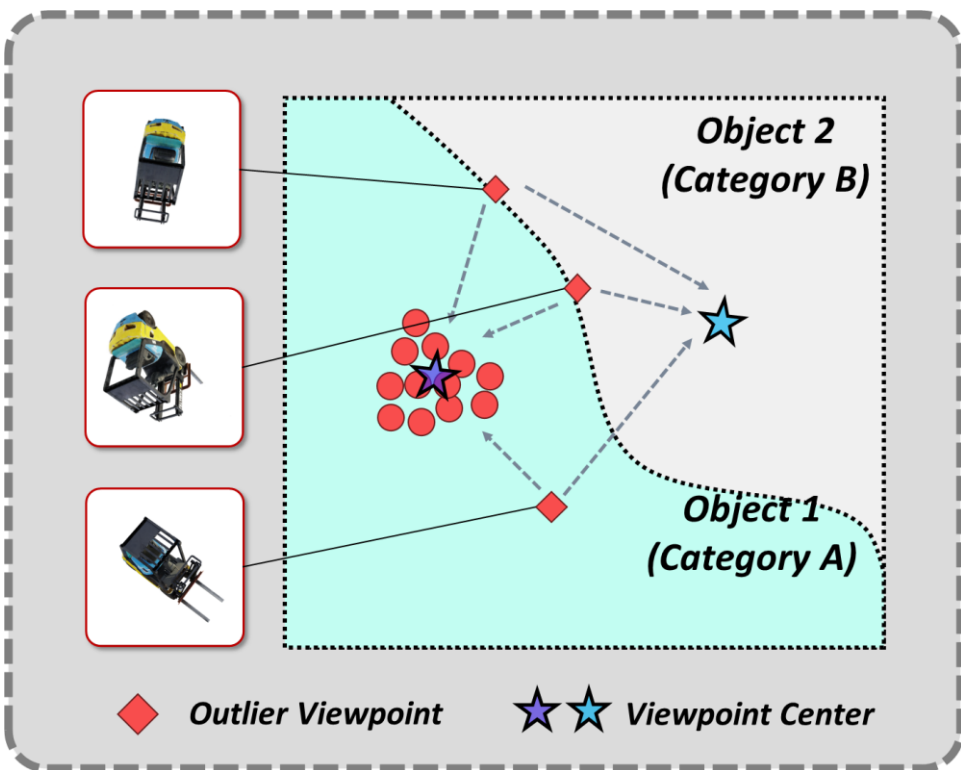 Object 2
(Category B)
Object 1
(Category A)
Outlier Viewpoint
Viewpoint Center